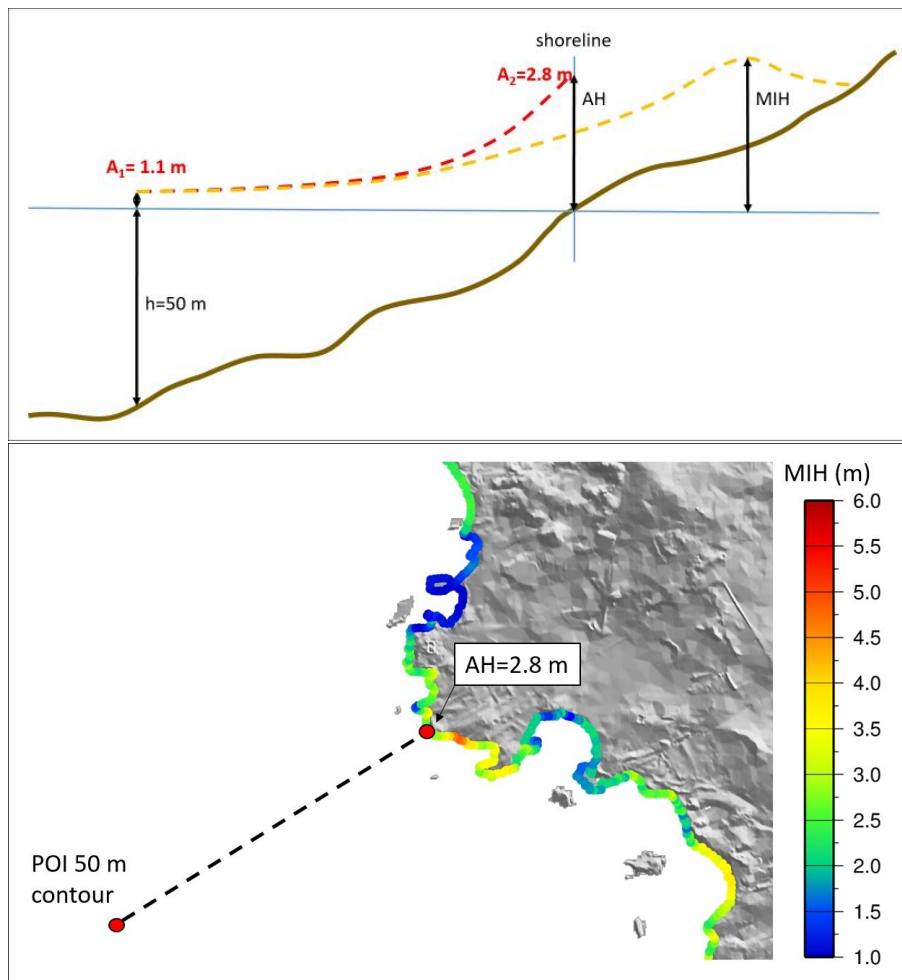 shoreline
A₂=2.8 m
AH
MIH
A₁= 1.1 m
h=50 m
MIH (m)
6.0
5.5
5.0
4.5
4.0
3.5
3.0
2.5
2.0
1.5
1.0
AH=2.8 m
POI 50 m
contour